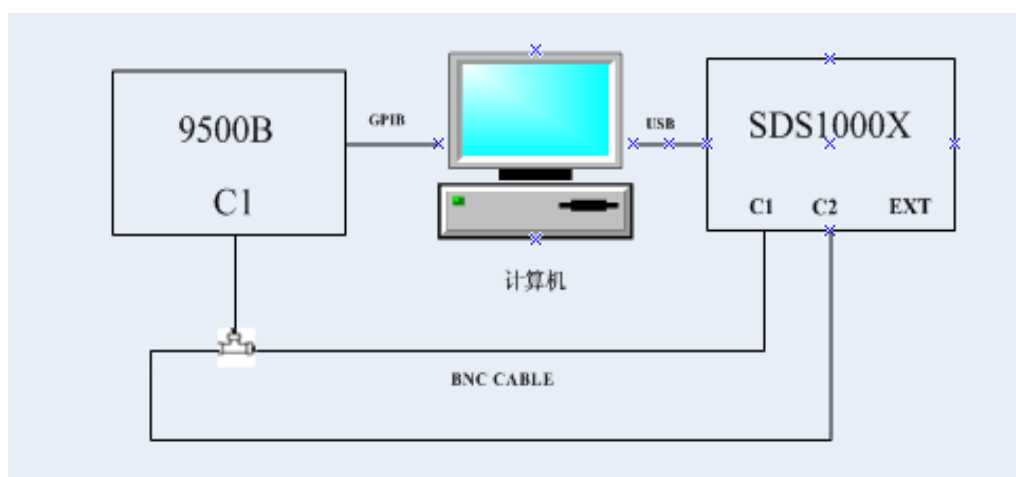 9500B
C1
GPIB
USB
SDS1000X
C1 C2 EXT
计算机
BNC CABLE